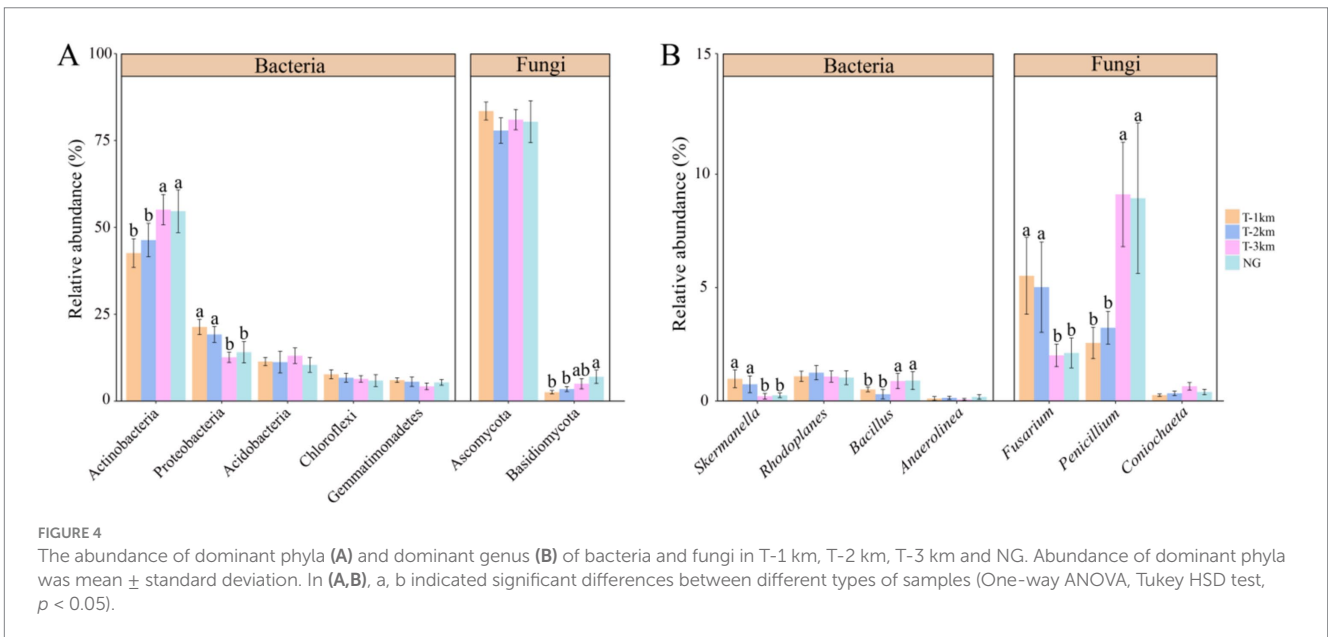 A
B
Bacteria
Fungi
Bacteria
Fungi
Relative abundance (%)
100
75
50
25
0
b
b
a
a
a
a
b
b
b
b
ab
a
Actinobacteria
Proteobacteria
Acidobacteria
Chloroflexi
Gemmatimonadetes
Ascomycota
Basidiomycota
Relative abundance (%)
15
10
5
0
a
a
b
b
b
b
a
a
a
a
b
b
b
b
a
a
Skermanella
Rhodoplanes
Bacillus
Anaerolinea
Fusarium
Penicillium
Coniochaeta
T-1km
T-2km
T-3km
NG
FIGURE 4
The abundance of dominant phyla (A) and dominant genus (B) of bacteria and fungi in T-1 km, T-2 km, T-3 km and NG. Abundance of dominant phyla
was mean ± standard deviation. In (A,B), a, b indicated significant differences between different types of samples (One-way ANOVA, Tukey HSD test,
p < 0.05).